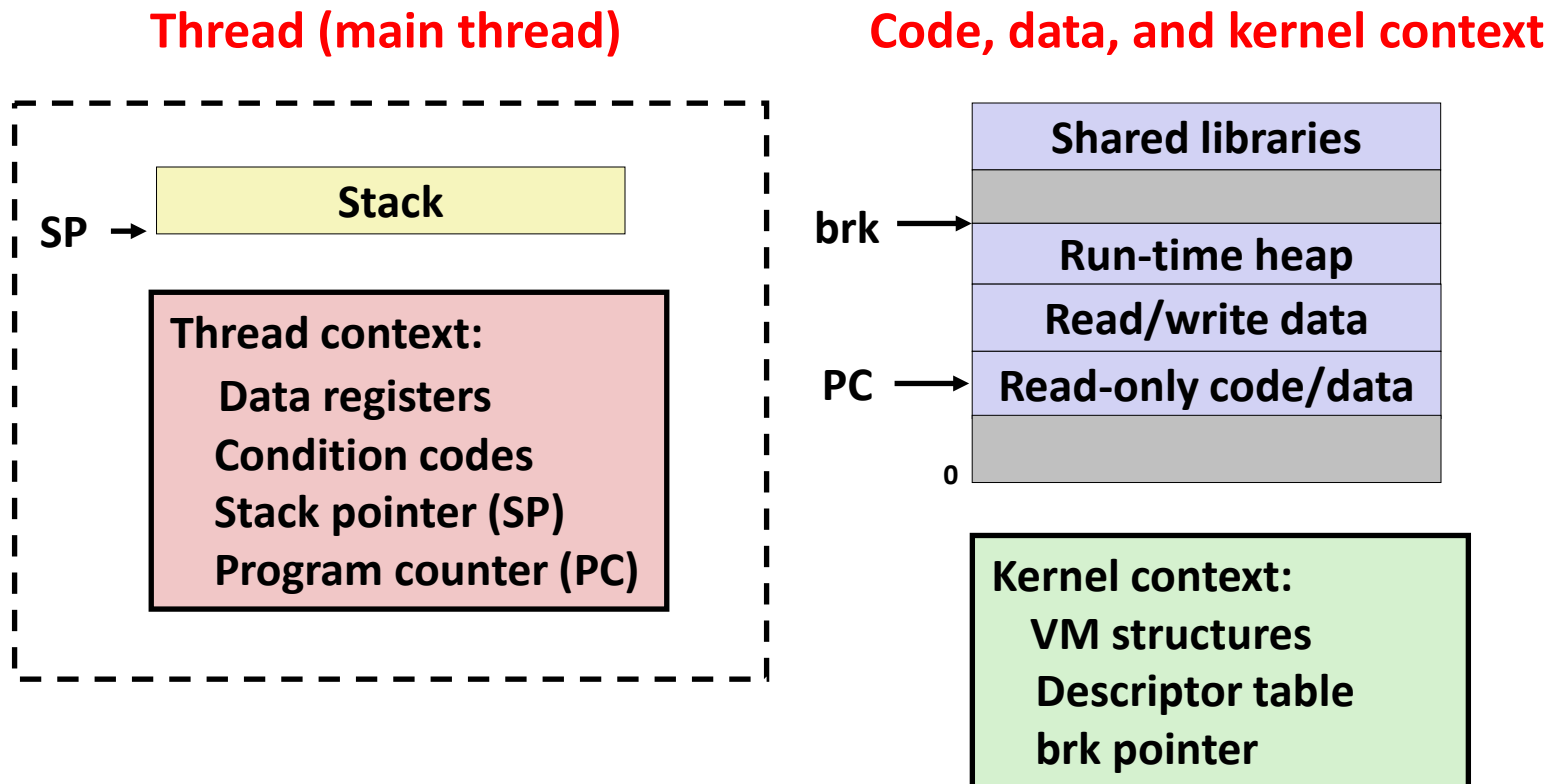 Thread (main thread)
Stack
SP
Thread context:
Data registers
Condition codes
Stack pointer (SP)
Program counter (PC)
Code, data, and kernel context
Shared libraries
brk
Run-time heap
Read/write data
PC
Read-only code/data
0
Kernel context:
VM structures
Descriptor table
brk pointer